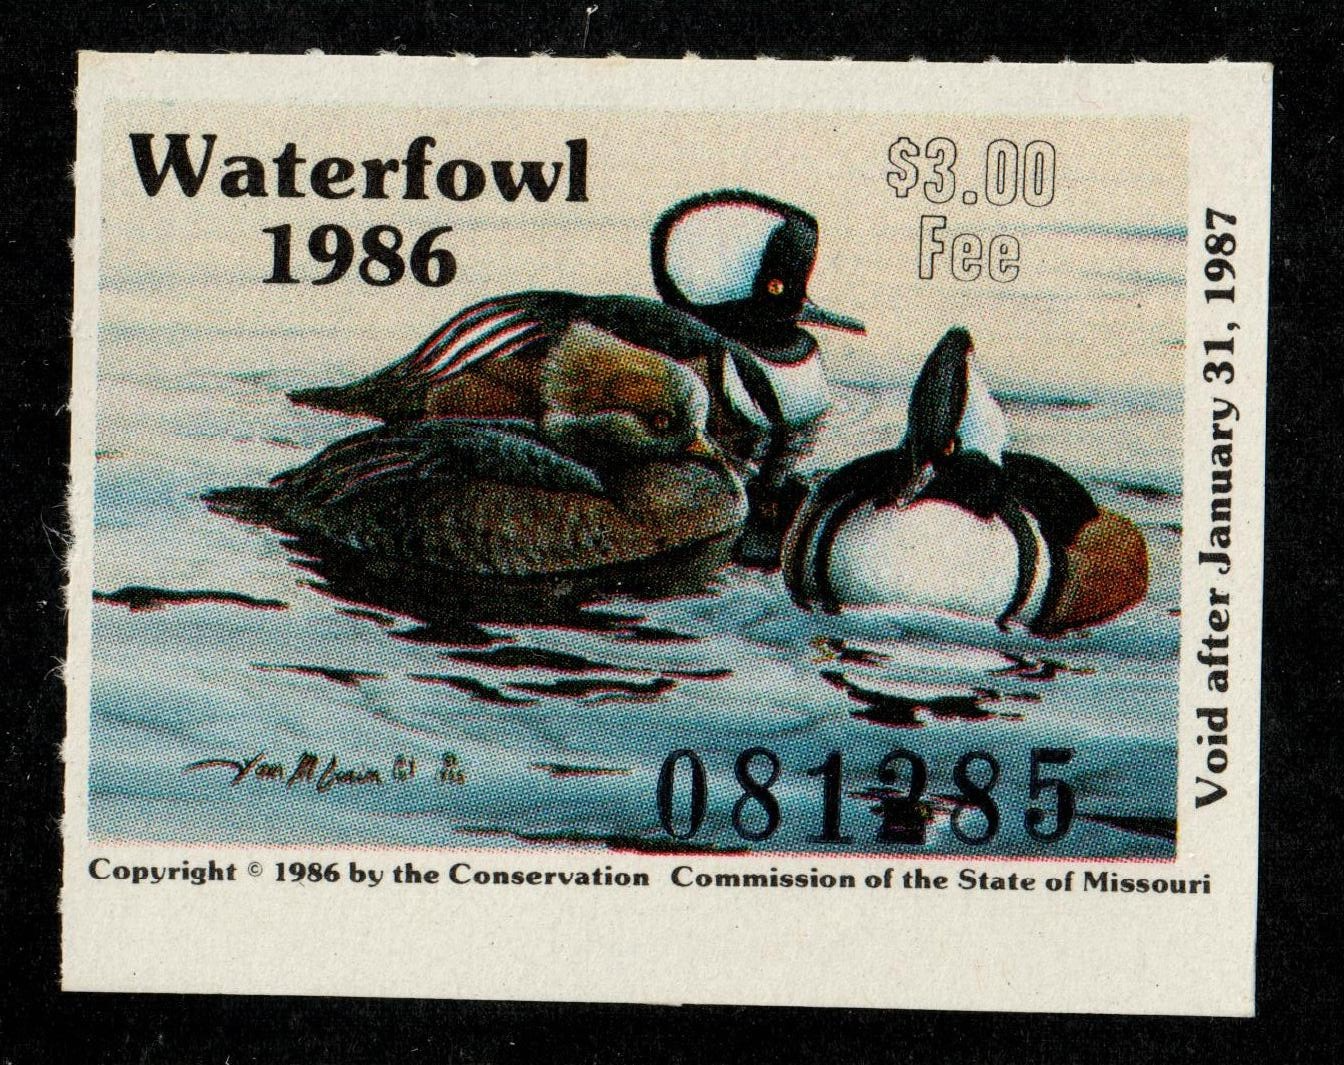 Waterfowl
1986
$3.00
Fee
Void after January 31, 1987
081285
Copyright © 1986 by the Conservation Commission of the State of Missouri